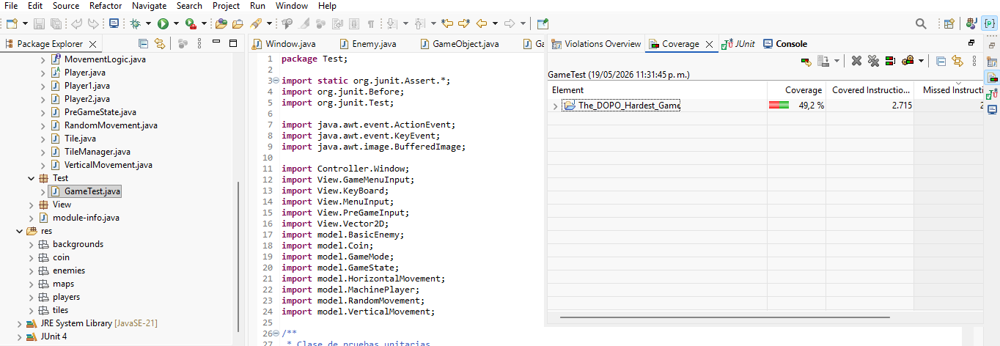 File Edit Source Refactor Navigate Search Project Run Window Help
Package Explorer
MovementLogic.java
Player.java
Player1.java
Player2.java
PreGameState.java
RandomMovement.java
Tile.java
TileManager.java
VerticalMovement.java
Test
GameTest.java
View
module-info.java
res
backgrounds
coin
enemies
maps
players
tiles
JRE System Library [JavaSE-21]
JUnit 4
Window.java Enemy.java GameObject.java Ga
1 package Test;
2
3 import static org.junit.Assert.*;
4 import org.junit.Before;
5 import org.junit.Test;
6
7 import java.awt.event.ActionEvent;
8 import java.awt.event.KeyEvent;
9 import java.awt.image.BufferedImage;
10
11 import Controller.Window;
12 import View.GameMenuInput;
13 import View.KeyBoard;
14 import View.MenuInput;
15 import View.PreGameInput;
16 import View.Vector2D;
17 import model.BasicEnemy;
18 import model.Coin;
19 import model.GameMode;
20 import model.GameState;
21 import model.HorizontalMovement;
22 import model.MachinePlayer;
23 import model.RandomMovement;
24 import model.VerticalMovement;
25
26 /**
27 * Clase de pruebas unitarias
Violations Overview Coverage JUnit Console
GameTest (19/05/2026 11:31:45 p. m.)
Element Coverage Covered Instructio... Missed Instructi
The_DOPO_Hardest_Game 49,2 % 2.715 2